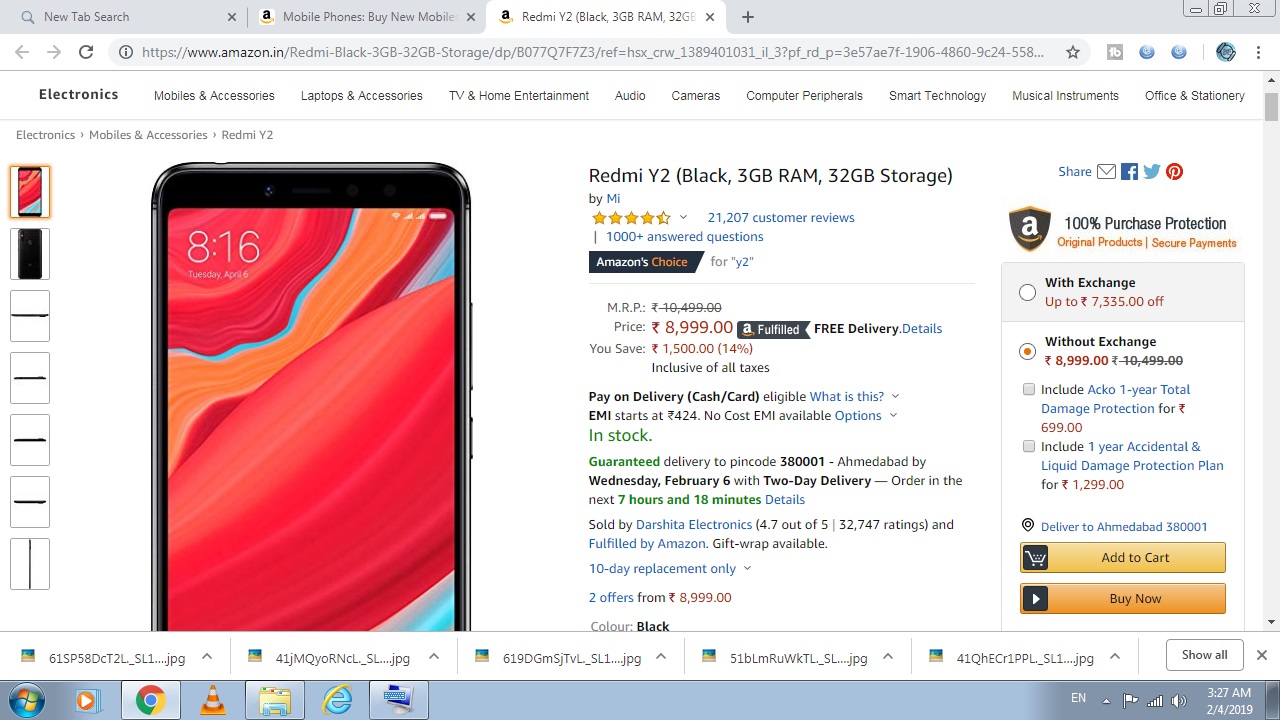 New Tab Search
Mobile Phones: Buy New Mobile
Redmi Y2 (Black, 3GB RAM, 32GB
https://www.amazon.in/Redmi-Black-3GB-32GB-Storage/dp/B077Q7F7Z3/ref=hsx_crw_1389401031_il_3?pf_rd_p=3e57ae7f-1906-4860-9c24-558...
Electronics
Mobiles & Accessories
Laptops & Accessories
TV & Home Entertainment
Audio
Cameras
Computer Peripherals
Smart Technology
Musical Instruments
Office & Stationery
Electronics › Mobiles & Accessories › Redmi Y2
8:16
Tuesday, April 6
Redmi Y2 (Black, 3GB RAM, 32GB Storage)
by Mi
21,207 customer reviews
| 1000+ answered questions
Amazon's Choice for "y2"
M.R.P.: ₹ 10,499.00
Price: ₹ 8,999.00 a Fulfilled FREE Delivery.Details
You Save: ₹ 1,500.00 (14%)
Inclusive of all taxes
Pay on Delivery (Cash/Card) eligible What is this?
EMI starts at ₹424. No Cost EMI available Options
In stock.
Guaranteed delivery to pincode 380001 - Ahmedabad by
Wednesday, February 6 with Two-Day Delivery — Order in the
next 7 hours and 18 minutes Details
Sold by Darshita Electronics (4.7 out of 5 | 32,747 ratings) and
Fulfilled by Amazon. Gift-wrap available.
10-day replacement only
2 offers from ₹ 8,999.00
Colour: Black
Share
a
100% Purchase Protection
Original Products | Secure Payments
With Exchange
Up to ₹ 7,335.00 off
Without Exchange
₹ 8,999.00 ₹ 10,499.00
Include Acko 1-year Total
Damage Protection for ₹
699.00
Include 1 year Accidental &
Liquid Damage Protection Plan
for ₹ 1,299.00
Deliver to Ahmedabad 380001
Add to Cart
Buy Now
61SP58DcT2L._SL1....jpg
41jMQyoRNcL._SL....jpg
619DGmSjTvL._SL1....jpg
51bLmRuWkTL._SL....jpg
41QhECr1PPL._SL1....jpg
Show all
EN
3:27 AM
2/4/2019